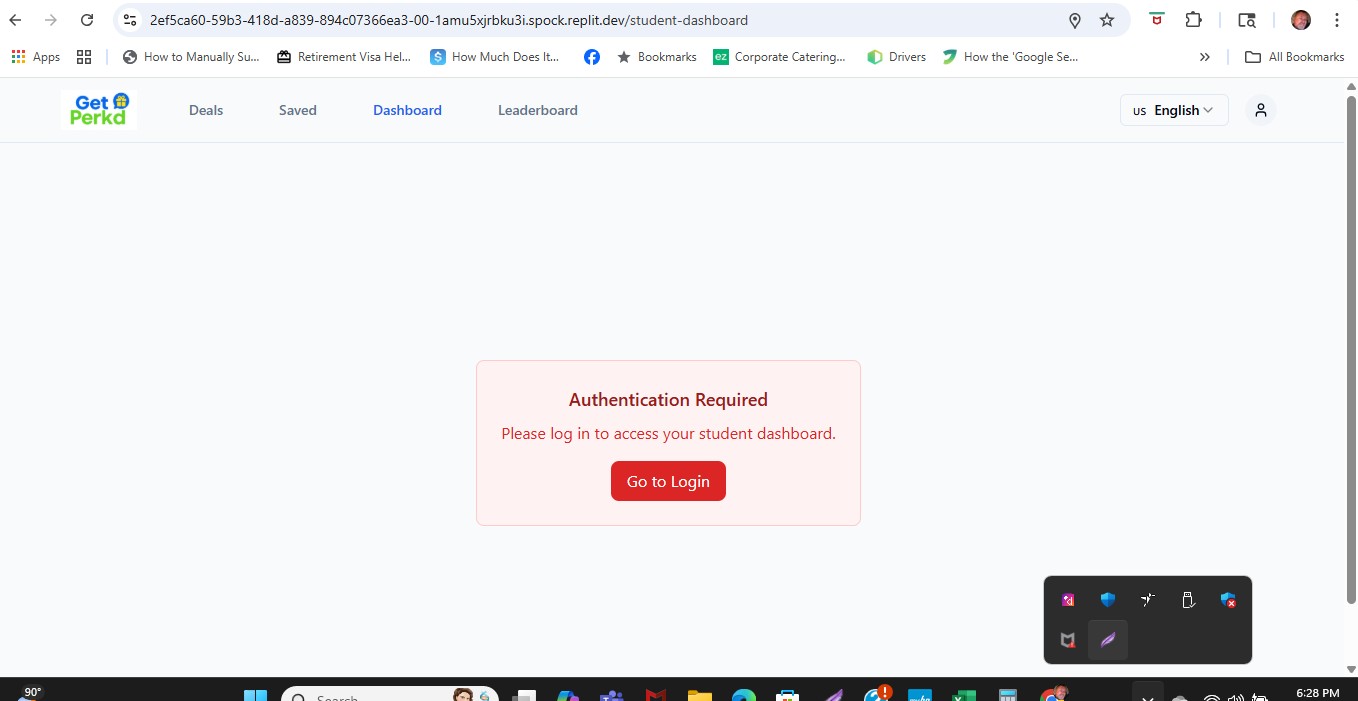 2ef5ca60-59b3-418d-a839-894c07366ea3-00-1amu5xjrbku3i.spock.replit.dev/student-dashboard
Apps How to Manually Su... Retirement Visa Hel... $ How Much Does It... Bookmarks ez Corporate Catering... Drivers How the 'Google Se... » All Bookmarks
Get Perkd
Deals Saved Dashboard Leaderboard us English
Authentication Required
Please log in to access your student dashboard.
Go to Login
90°
Search
6:28 PM